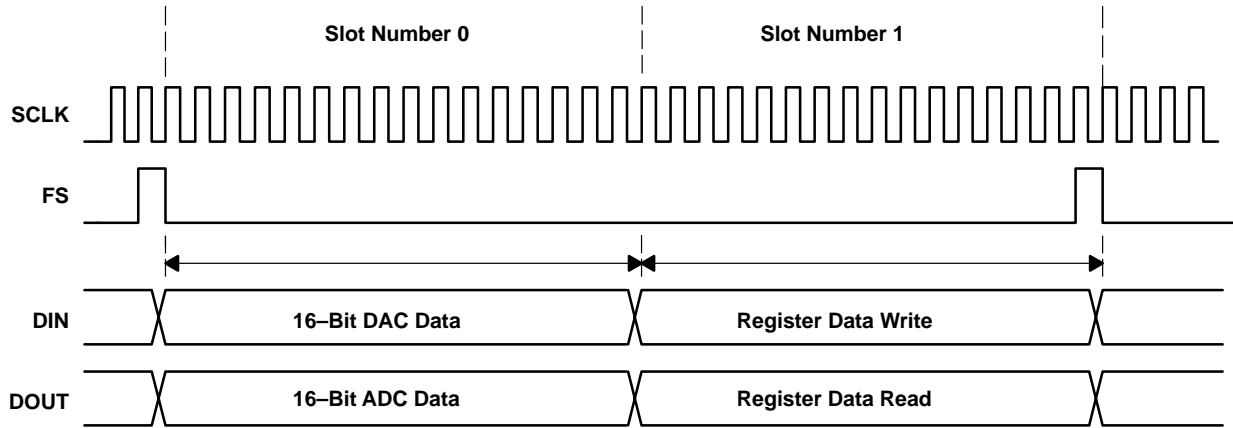 Slot Number 0
Slot Number 1
SCLK
FS
DIN
16–Bit DAC Data
Register Data Write
DOUT
16–Bit ADC Data
Register Data Read